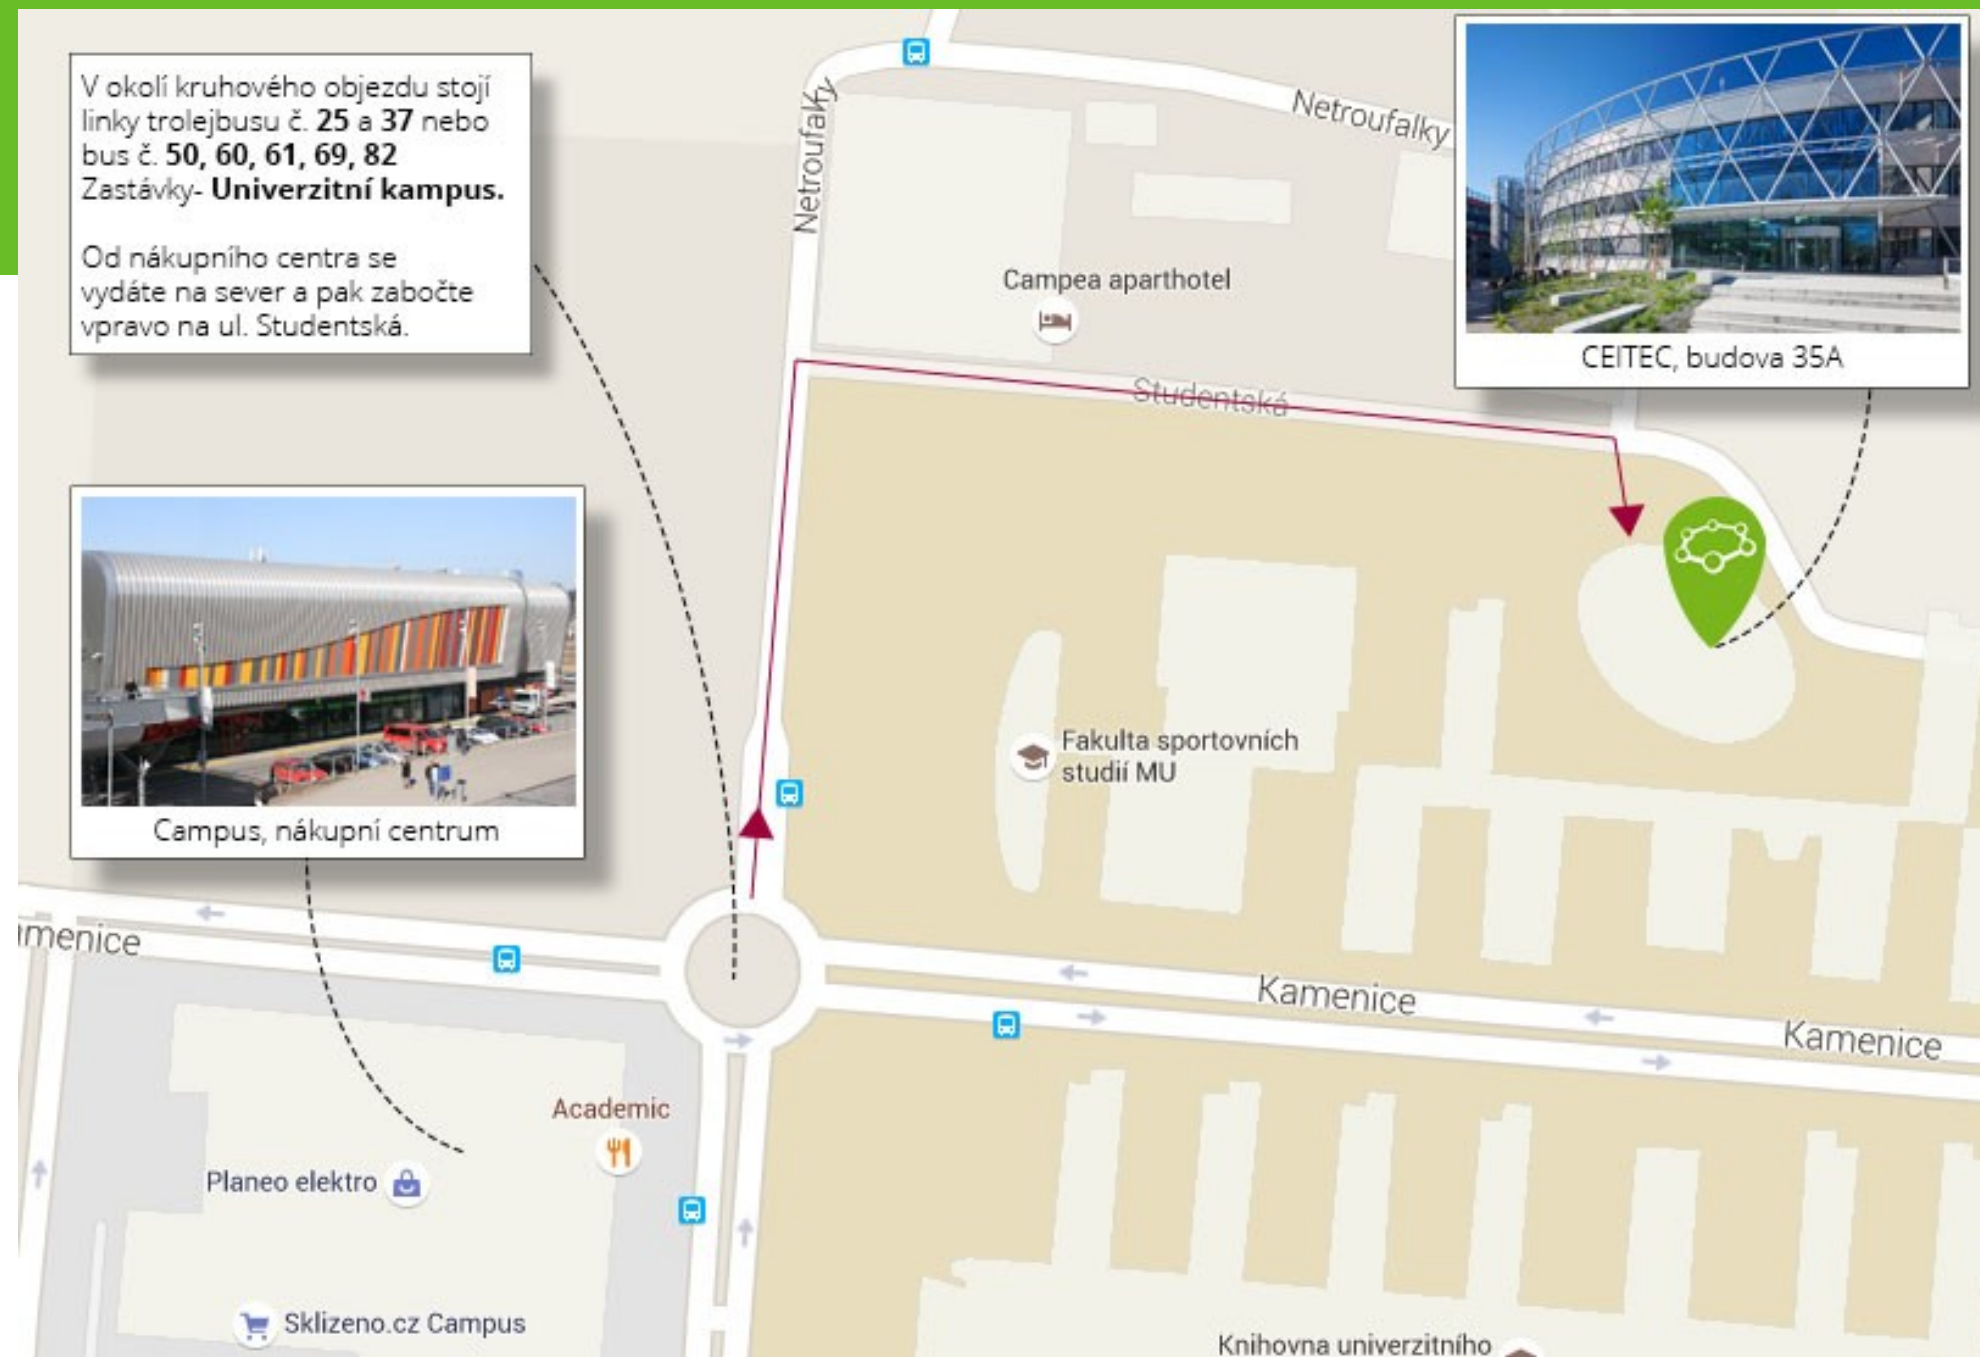 V okolí kruhového objezdu stojí
linky trolejbusu č. 25 a 37 nebo
bus č. 50, 60, 61, 69, 82
Zastávky- Univerzitní kampus.
Od nákupního centra se
vydáte na sever a pak zabočte
vpravo na ul. Studentská.
Netroufalky
Netroufalky
CEITEC, budova 35A
Campea aparthotel
Studentská
Campus, nákupní centrum
Fakulta sportovních
studií MU
menice
Kamenice
Kamenice
Academic
Planeo elektro
Sklizeno.cz Campus
Knihovna univerzitního